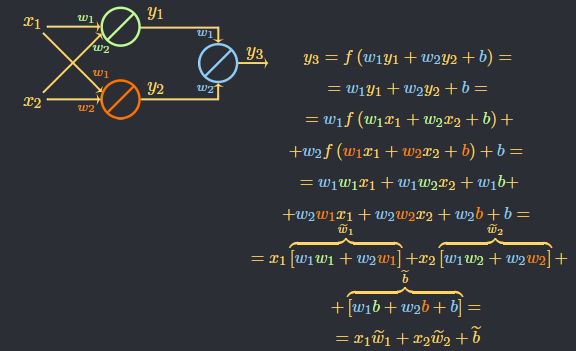 x₁ w₁ y₁
w₂ w₁
w₁ y₃
x₂ w₂ y₂ w₂
y₃ = f (w₁y₁ + w₂y₂ + b) =
= w₁y₁ + w₂y₂ + b =
= w₁f (w₁x₁ + w₂x₂ + b) +
+w₂f (w₁x₁ + w₂x₂ + b) + b =
= w₁w₁x₁ + w₁w₂x₂ + w₁b+
+w₂w₁x₁ + w₂w₂x₂ + w₂b + b =
w̃₁ w̃₂
= x₁ [w₁w₁ + w₂w₁] +x₂ [w₁w₂ + w₂w₂] +
b̃
+ [w₁b + w₂b + b] =
= x₁w̃₁ + x₂w̃₂ + b̃